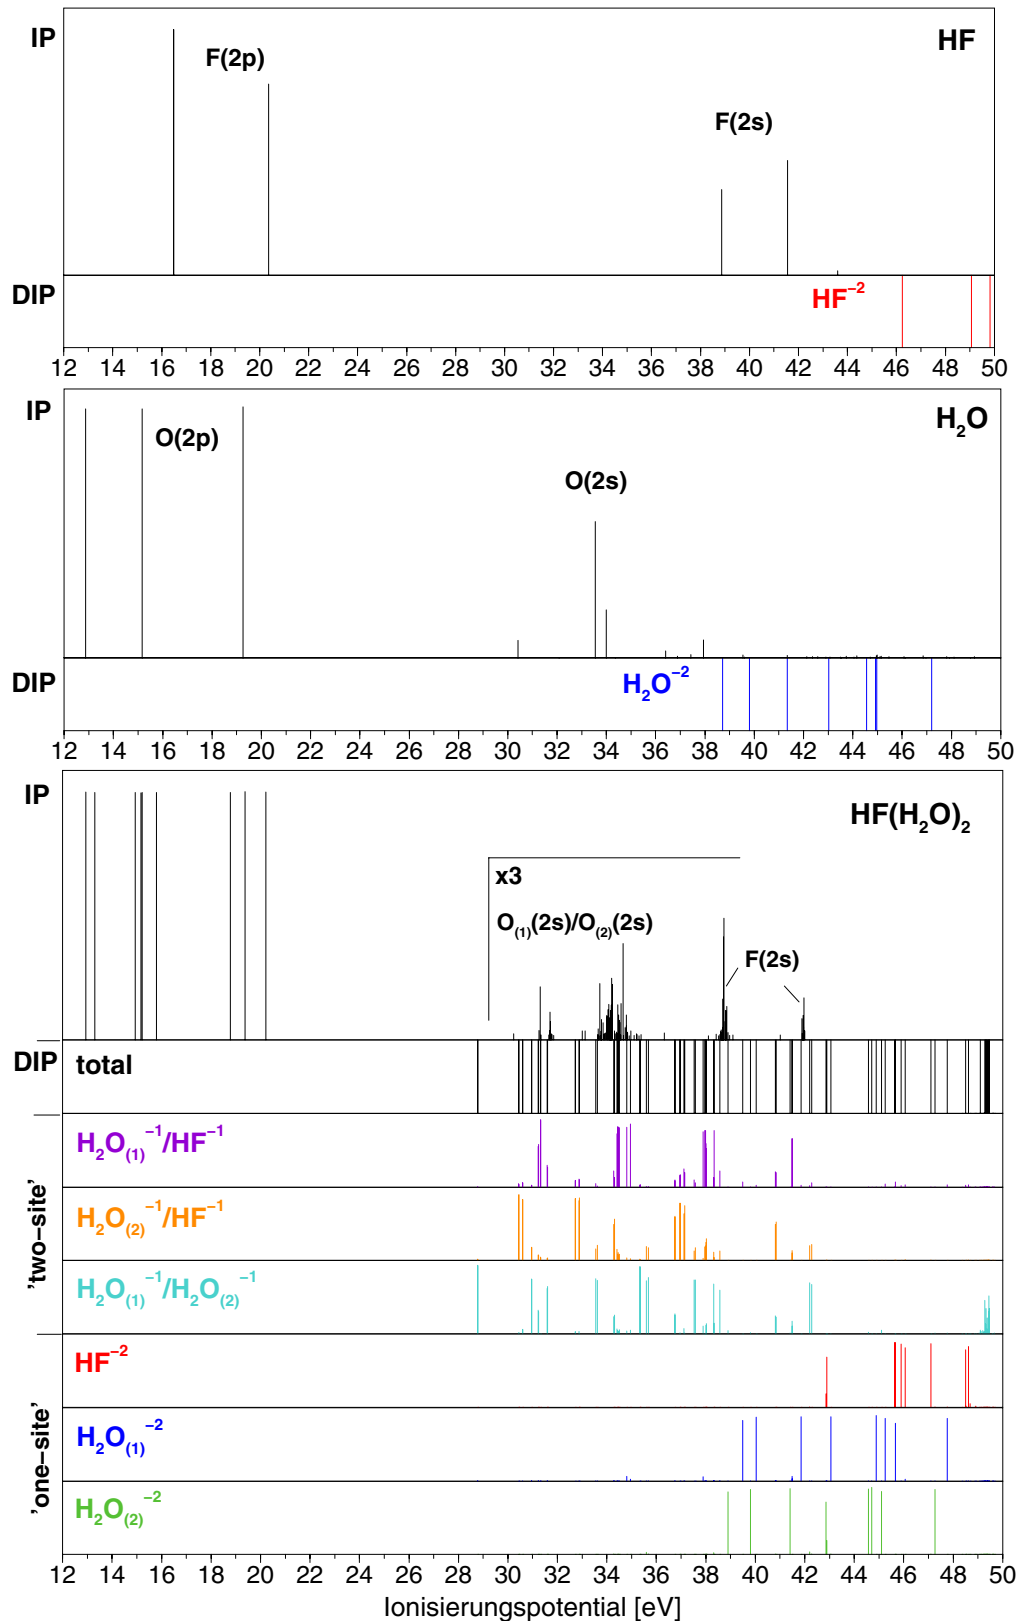 IP
HF
F(2p)
F(2s)
DIP
HF⁻²
12 14 16 18 20 22 24 26 28 30 32 34 36 38 40 42 44 46 48 50
IP
H₂O
O(2p)
O(2s)
DIP
H₂O⁻²
12 14 16 18 20 22 24 26 28 30 32 34 36 38 40 42 44 46 48 50
IP
HF(H₂O)₂
x3
O₍₁₎(2s)/O₍₂₎(2s)
F(2s)
DIP
total
'two−site'
H₂O₍₁₎⁻¹/HF⁻¹
H₂O₍₂₎⁻¹/HF⁻¹
H₂O₍₁₎⁻¹/H₂O₍₂₎⁻¹
'one−site'
HF⁻²
H₂O₍₁₎⁻²
H₂O₍₂₎⁻²
12 14 16 18 20 22 24 26 28 30 32 34 36 38 40 42 44 46 48 50
Ionisierungspotential [eV]